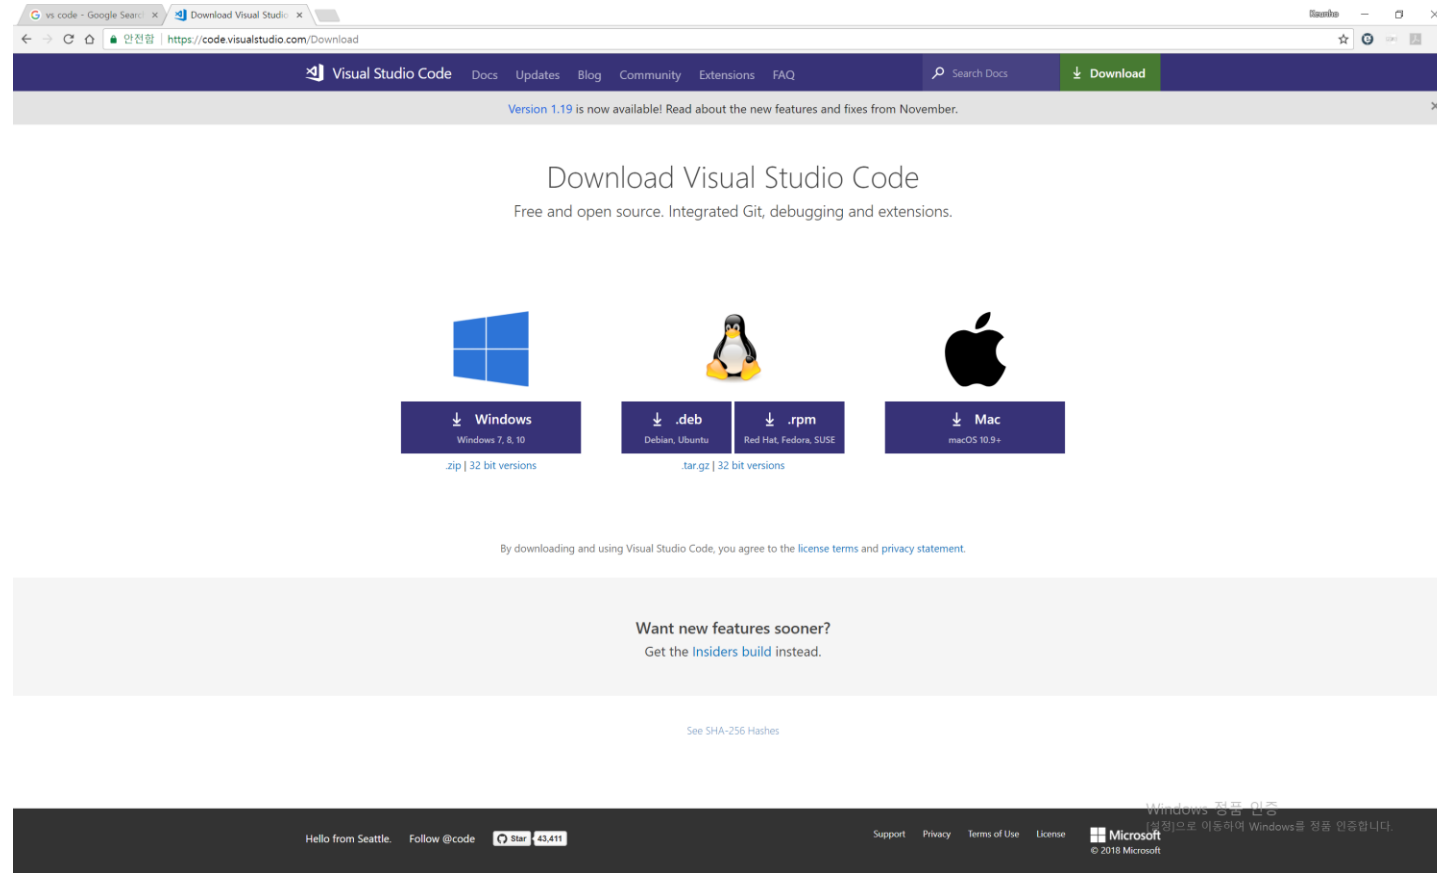 vs code - Google Searc
Download Visual Studio
안전함 | https://code.visualstudio.com/Download
Visual Studio Code Docs Updates Blog Community Extensions FAQ Search Docs Download
Version 1.19 is now available! Read about the new features and fixes from November.
Download Visual Studio Code
Free and open source. Integrated Git, debugging and extensions.
Windows
Windows 7, 8, 10
.zip | 32 bit versions
.deb
Debian, Ubuntu
.rpm
Red Hat, Fedora, SUSE
.tar.gz | 32 bit versions
Mac
macOS 10.9+
By downloading and using Visual Studio Code, you agree to the license terms and privacy statement.
Want new features sooner?
Get the Insiders build instead.
See SHA-256 Hashes
Windows 정품 인증
[설정]으로 이동하여 Windows를 정품 인증합니다.
Hello from Seattle. Follow @code Star 43,411
Support Privacy Terms of Use License Microsoft
© 2018 Microsoft